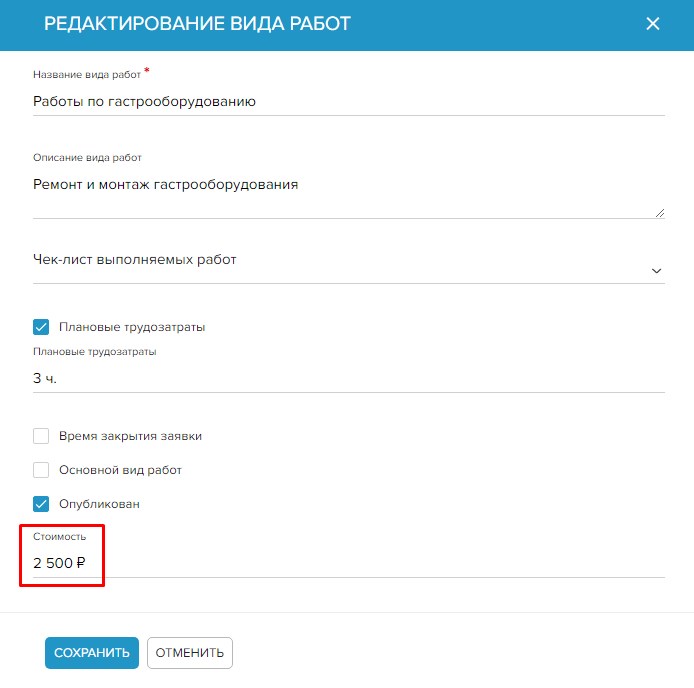 РЕДАКТИРОВАНИЕ ВИДА РАБОТ
Название вида работ *
Работы по гастрооборудованию
Описание вида работ
Ремонт и монтаж гастрооборудования
Чек-лист выполняемых работ
Плановые трудозатраты
Плановые трудозатраты
3 ч.
Время закрытия заявки
Основной вид работ
Опубликован
Стоимость
2 500 ₽
СОХРАНИТЬ ОТМЕНИТЬ